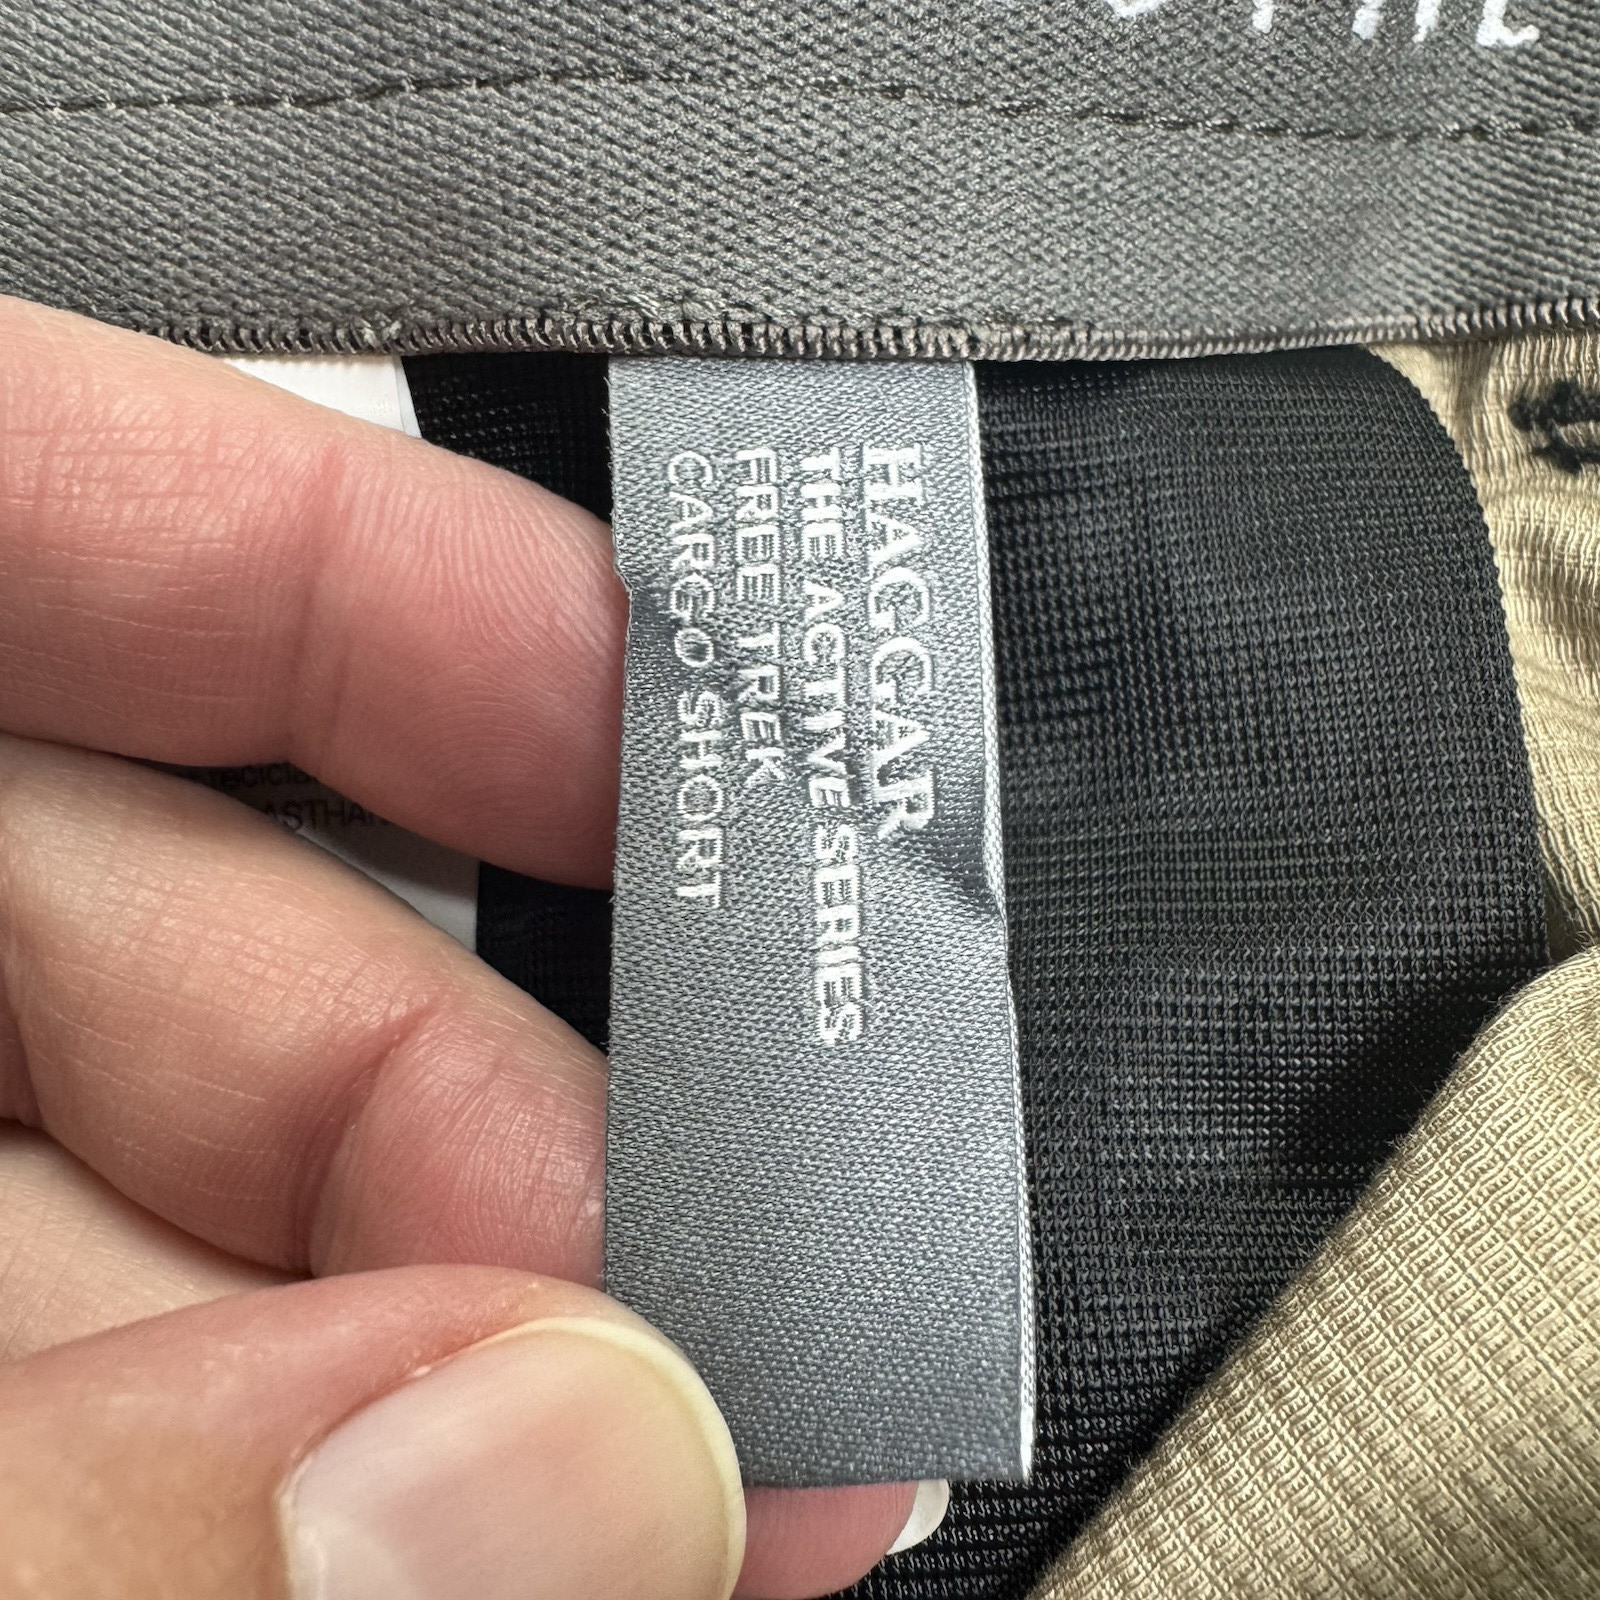 HAGGAR
THE ACTIVE SERIES
FREE TREK
CARGO SHORT